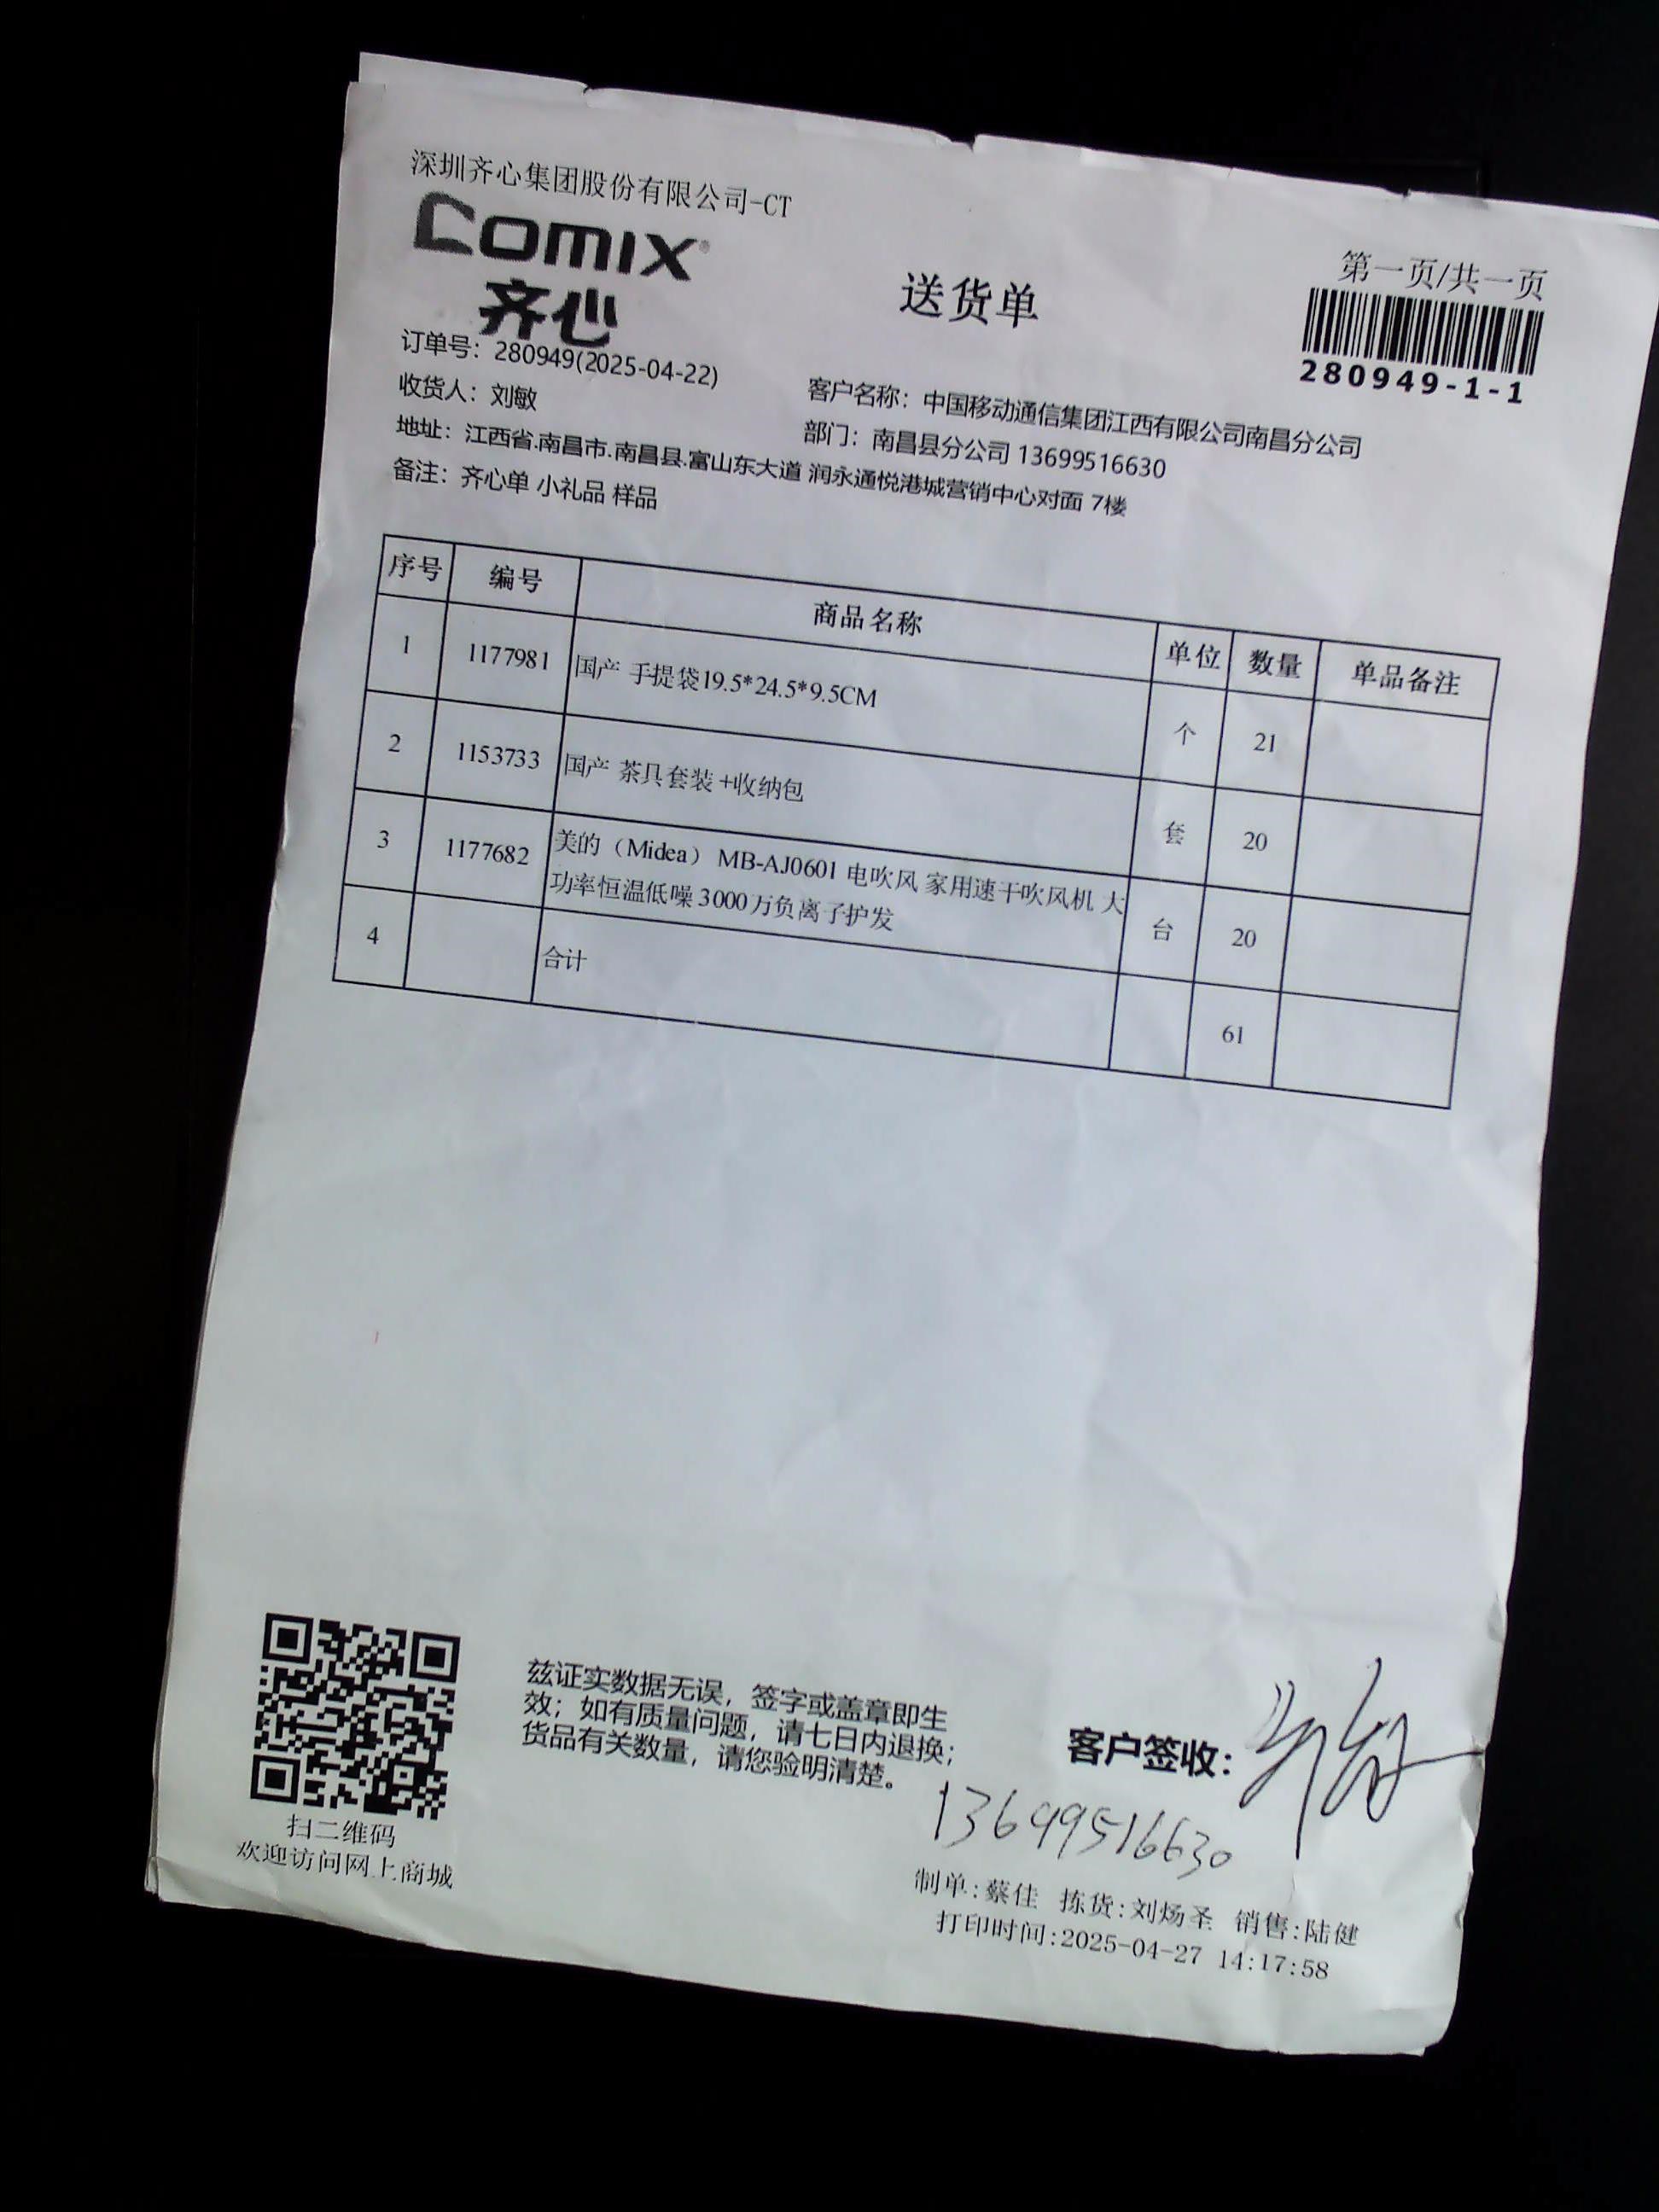 深圳齐心集团股份有限公司-CT
comix
齐心
送货单
第一页/共一页
280949-1-1
订单号：280949(2025-04-22)
收货人：刘敏
客户名称：中国移动通信集团江西有限公司南昌分公司
部门：南昌县分公司 13699516630
地址：江西省.南昌市.南昌县.富山东大道 润永通悦港城营销中心对面 7楼
备注：齐心单 小礼品 样品
序号 编号 商品名称 单位 数量 单品备注
1 1177981 国产 手提袋19.5*24.5*9.5CM 个 21
2 1153733 国产 茶具套装+收纳包 套 20
3 1177682 美的（Midea） MB-AJ0601 电吹风 家用速干吹风机 大
功率恒温低噪 3000万负离子护发 台 20
4 合计 61
兹证实数据无误，签字或盖章即生
效；如有质量问题，请七日内退换；
货品有关数量，请您验明清楚。
客户签收：刘敏
13699516630
扫二维码
欢迎访问网上商城
制单:蔡佳 拣货:刘炀圣 销售:陆健
打印时间:2025-04-27 14:17:58